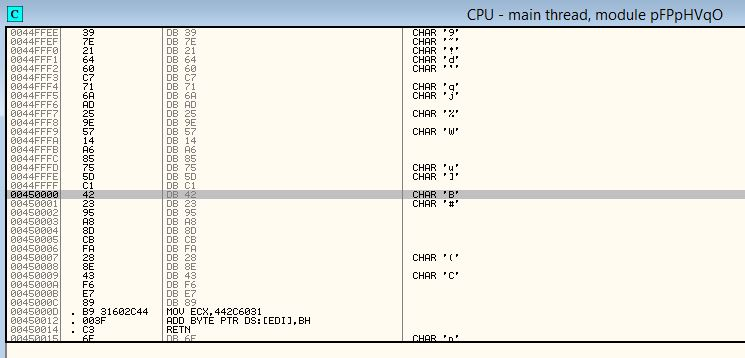 C CPU - main thread, module pFPpHVqO
0044FFEE 39 DB 39 CHAR '9'
0044FFEF 7E DB 7E CHAR '~'
0044FFF0 21 DB 21 CHAR '!'
0044FFF1 64 DB 64 CHAR 'd'
0044FFF2 60 DB 60 CHAR '`'
0044FFF3 C7 DB C7
0044FFF4 71 DB 71 CHAR 'q'
0044FFF5 6A DB 6A CHAR 'j'
0044FFF6 AD DB AD
0044FFF7 25 DB 25 CHAR '%'
0044FFF8 9E DB 9E
0044FFF9 57 DB 57 CHAR 'W'
0044FFFA 14 DB 14
0044FFFB A6 DB A6
0044FFFC 85 DB 85
0044FFFD 75 DB 75 CHAR 'u'
0044FFFE 5D DB 5D CHAR ']'
0044FFFF C1 DB C1
00450000 42 DB 42 CHAR 'B'
00450001 23 DB 23 CHAR '#'
00450002 95 DB 95
00450003 A8 DB A8
00450004 8D DB 8D
00450005 CB DB CB
00450006 FA DB FA
00450007 28 DB 28 CHAR '('
00450008 8E DB 8E
00450009 43 DB 43 CHAR 'C'
0045000A F6 DB F6
0045000B E7 DB E7
0045000C 89 DB 89
0045000D . B9 31602C44 MOV ECX,442C6031
00450012 . 003F ADD BYTE PTR DS:[EDI],BH
00450014 . C3 RETN
00450015 6E DB 6E CHAR 'n'